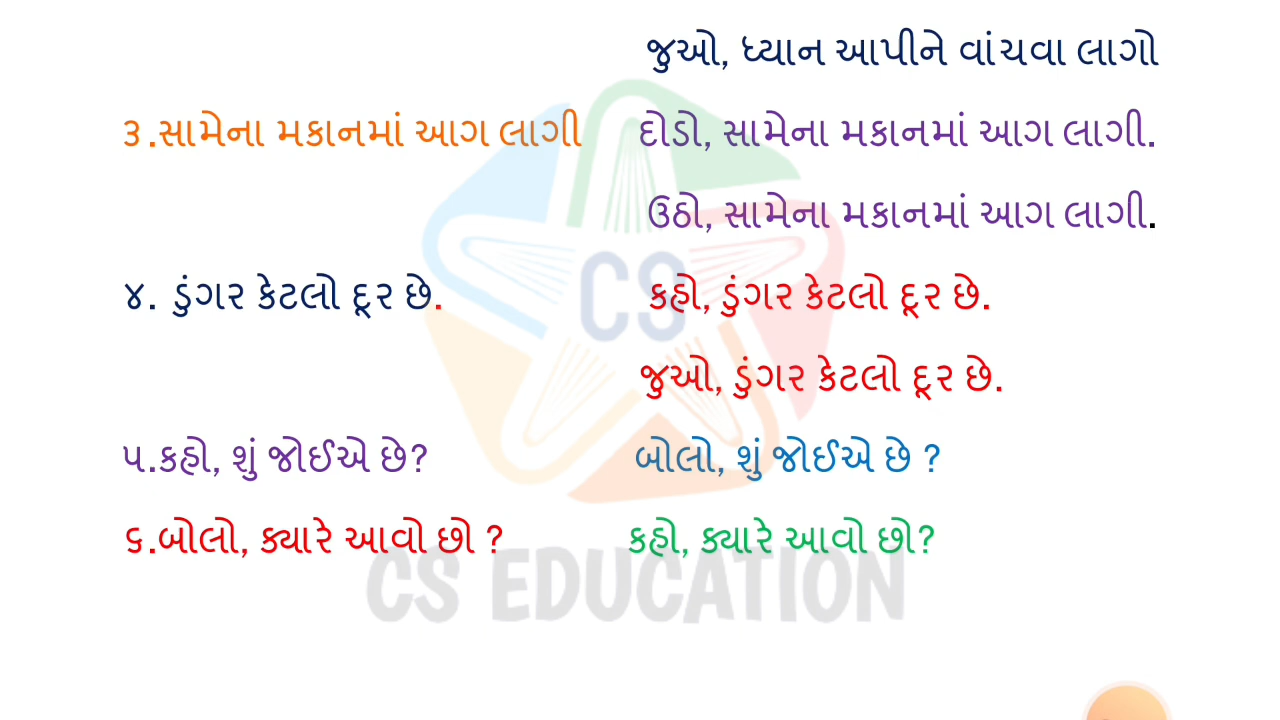 જુઓ, ધ્યાન આપીને વાંચવા લાગો
૩.સામેના મકાનમાં આગ લાગી દોડો, સામેના મકાનમાં આગ લાગી.
ઉઠો, સામેના મકાનમાં આગ લાગી.
૪. ડુંગર કેટલો દૂર છે. કહો, ડુંગર કેટલો દૂર છે.
જુઓ, ડુંગર કેટલો દૂર છે.
૫.કહો, શું જોઈએ છે? બોલો, શું જોઈએ છે ?
૬.બોલો, ક્યારે આવો છો ? કહો, ક્યારે આવો છો?
CS
CS EDUCATION